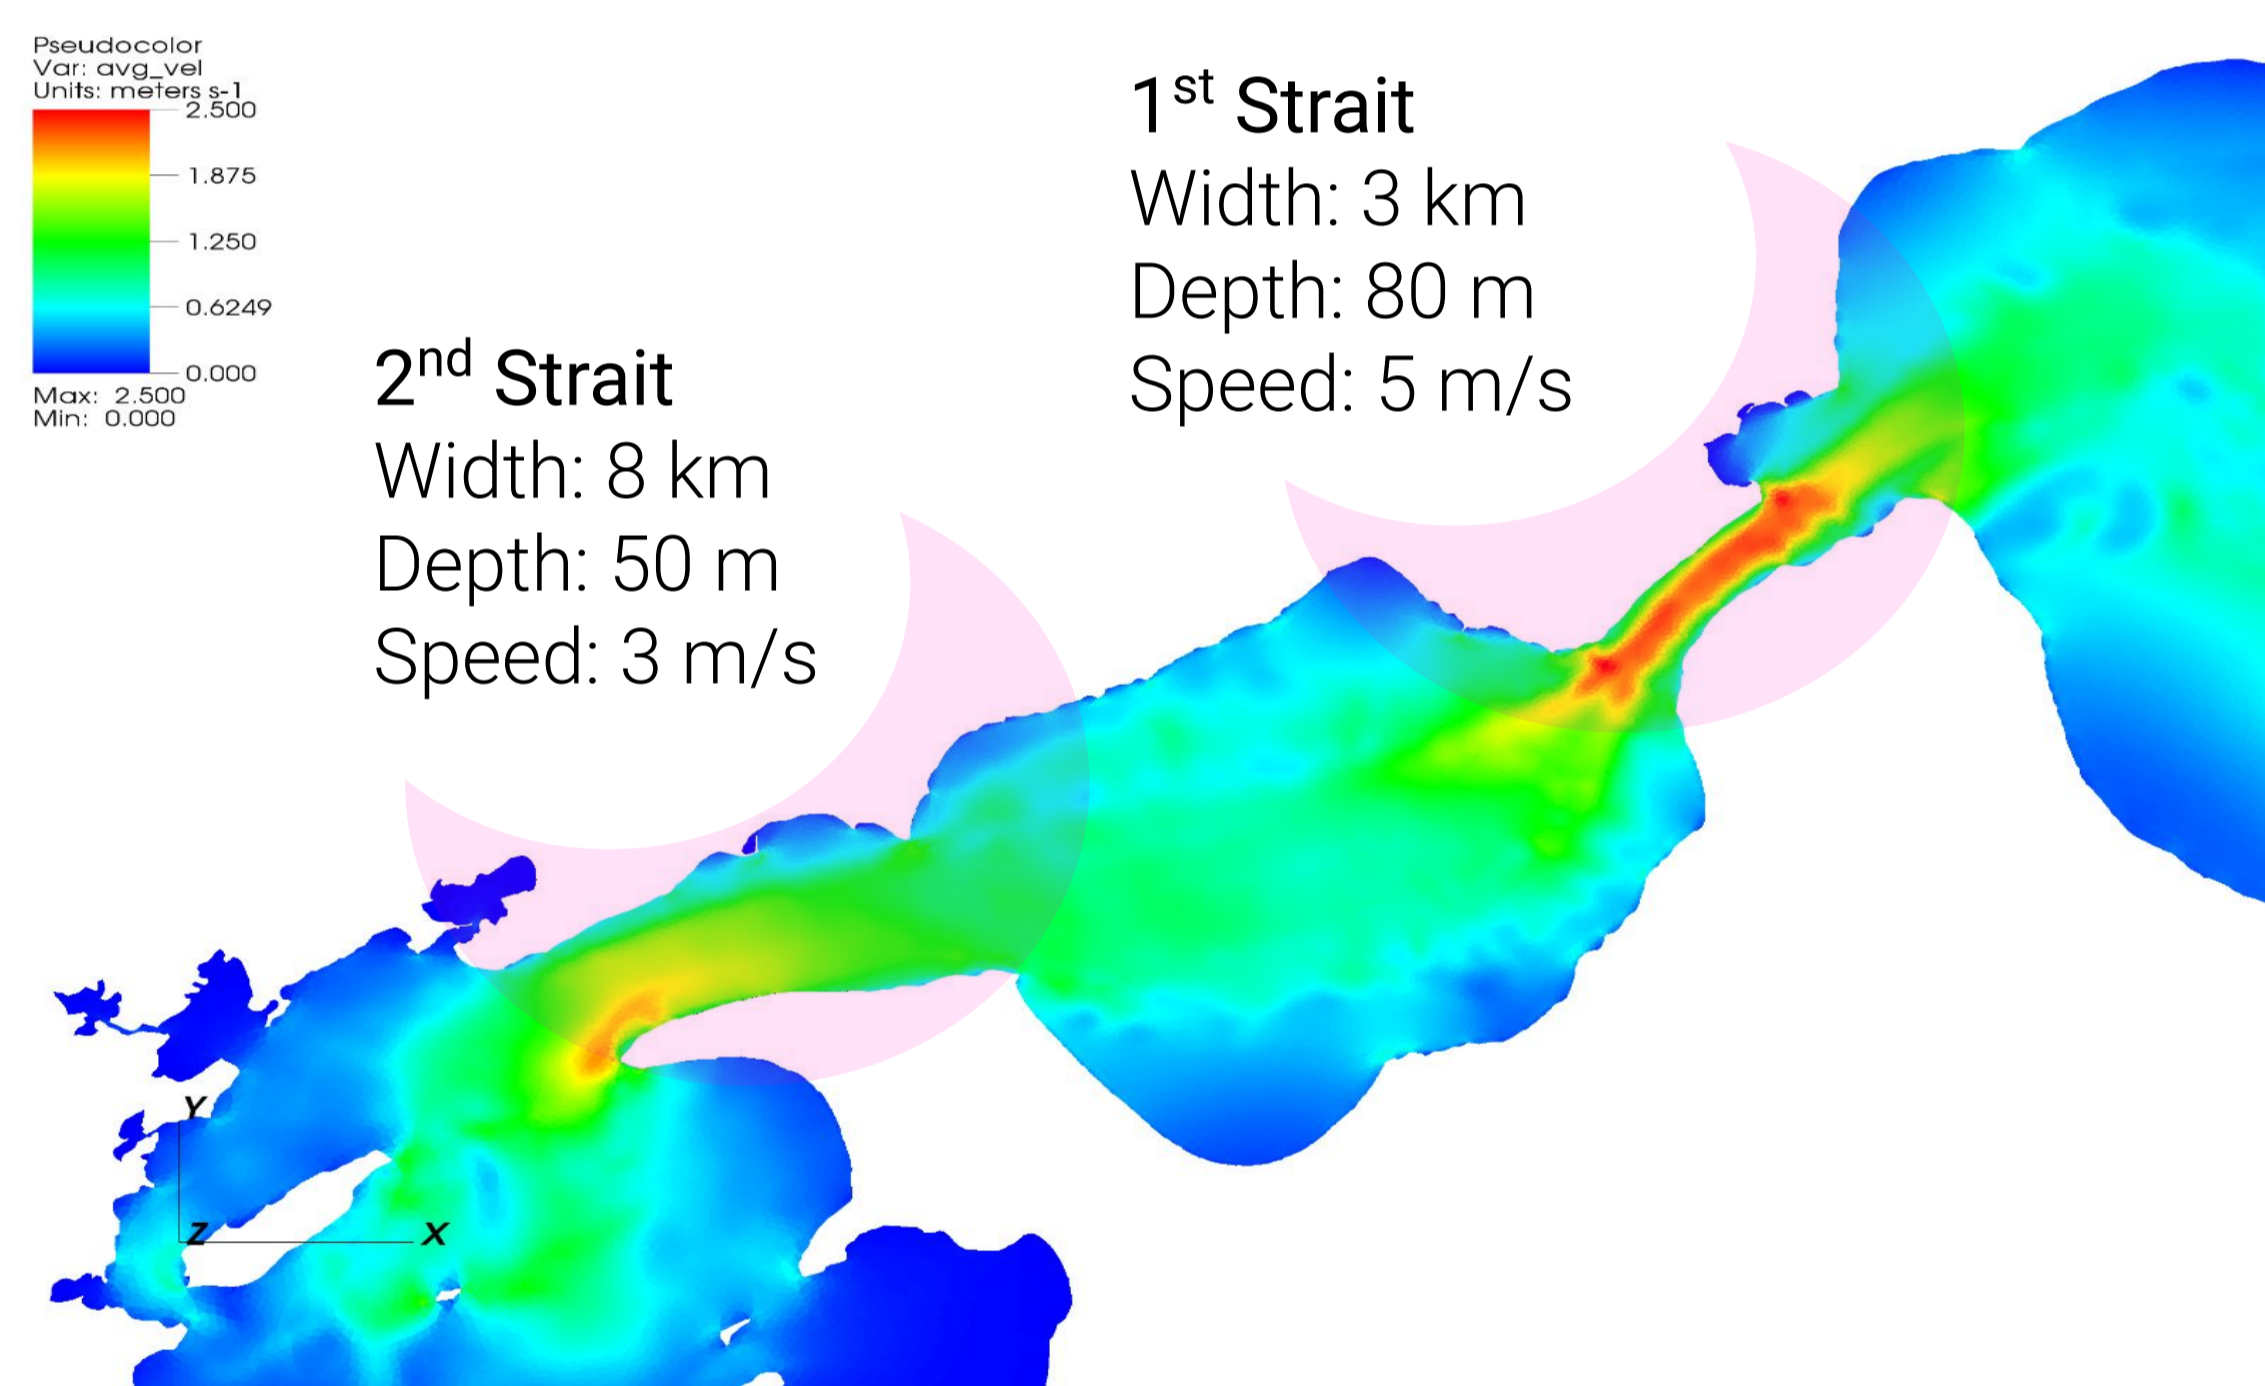 Pseudocolor
Var: avg_vel
Units: meters s-1
2.500
1.875
1.250
0.6249
0.000
Max: 2.500
Min: 0.000
1st Strait
Width: 3 km
Depth: 80 m
Speed: 5 m/s
2nd Strait
Width: 8 km
Depth: 50 m
Speed: 3 m/s
Y
Z
X